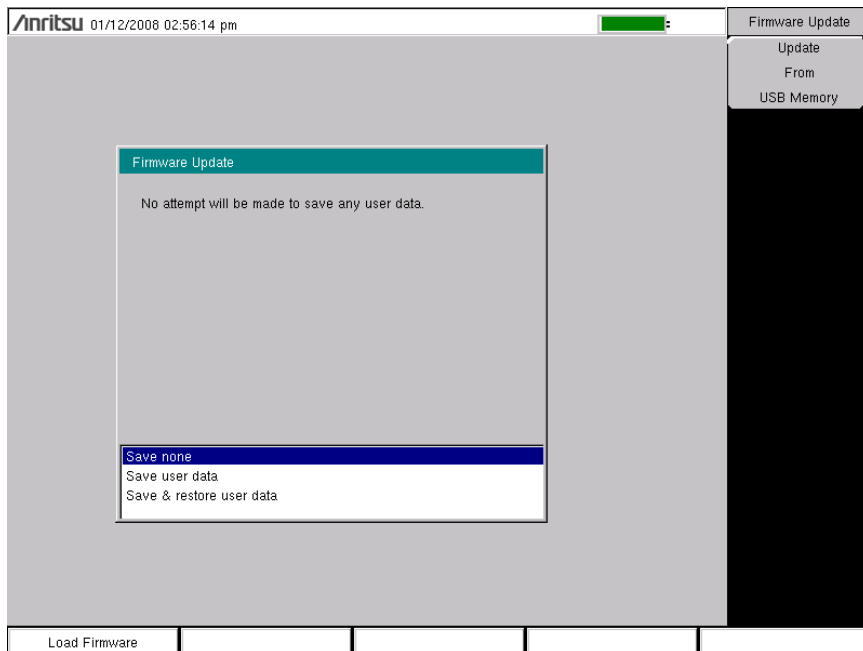 Anritsu 01/12/2008 02:56:14 pm
Firmware Update
Update
From
USB Memory
Firmware Update
No attempt will be made to save any user data.
Save none
Save user data
Save & restore user data
Load Firmware